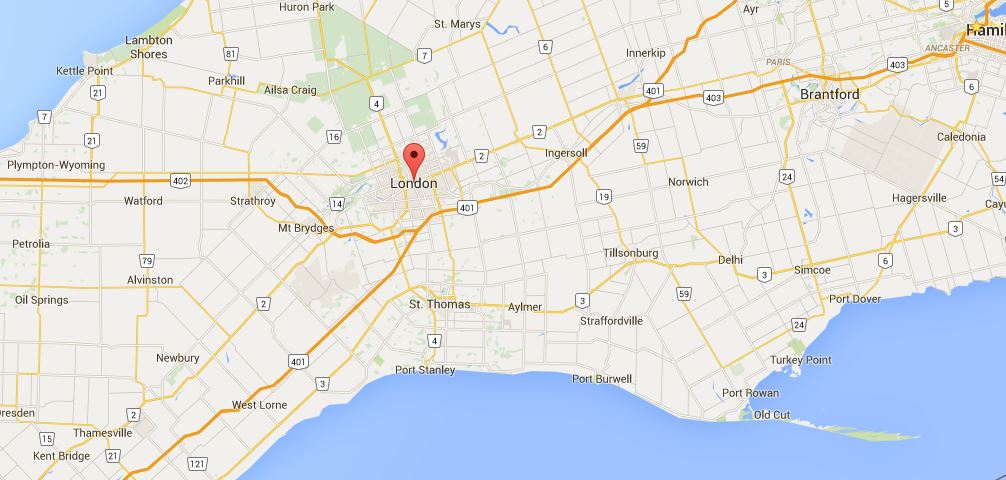 Huron Park
Ayr
5
St. Marys
Hamil
Lambton
Shores
81
7
6
Innerkip
ANCASTER
PARIS
403
Kettle Point
Parkhill
Ailsa Craig
401
403
Brantford
6
21
4
7
16
2
Caledonia
21
59
Ingersoll
2
Plympton-Wyoming
402
London
24
Norwich
54
Watford
Strathroy
14
401
19
Hagersville
Cayu
Mt Brydges
3
Petrolia
79
Tillsonburg
Delhi
6
Alvinston
3
Simcoe
Oil Springs
2
St. Thomas
Aylmer
3
59
Port Dover
Straffordville
24
4
Newbury
401
Turkey Point
Port Stanley
3
Port Burwell
Port Rowan
West Lorne
Dresden
2
Old Cut
15
Thamesville
Kent Bridge
21
121